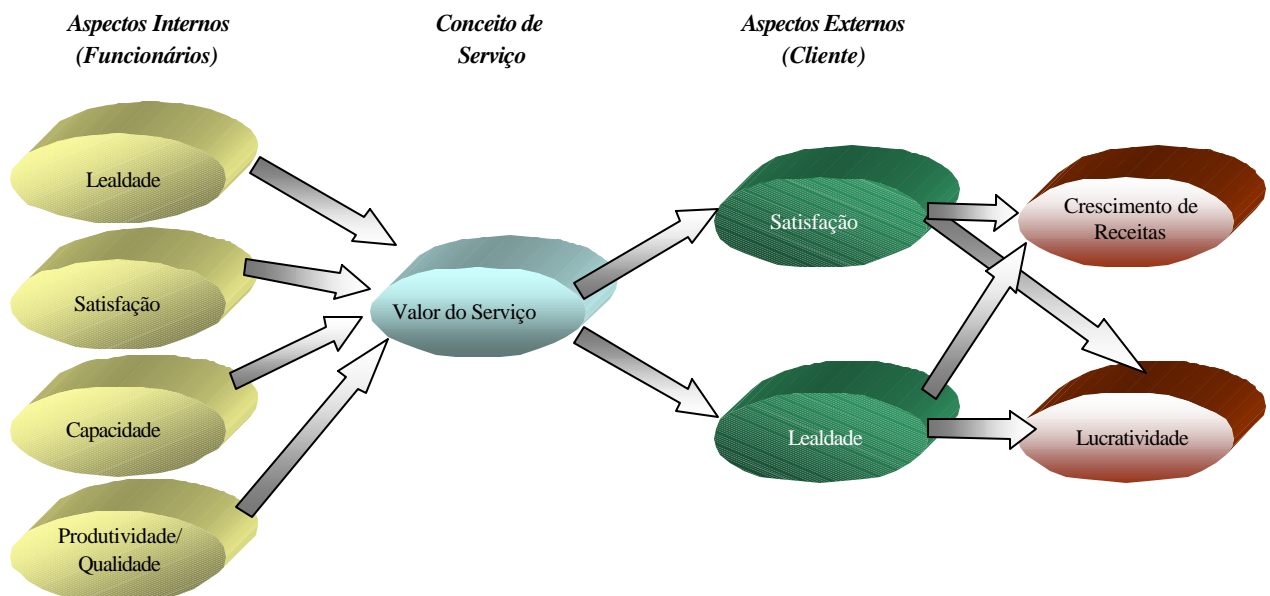 Aspectos Internos
(Funcionários)
Conceito de
Serviço
Aspectos Externos
(Cliente)
Lealdade
Satisfação
Capacidade
Produtividade/
Qualidade
Valor do Serviço
Satisfação
Lealdade
Crescimento de
Receitas
Lucratividade